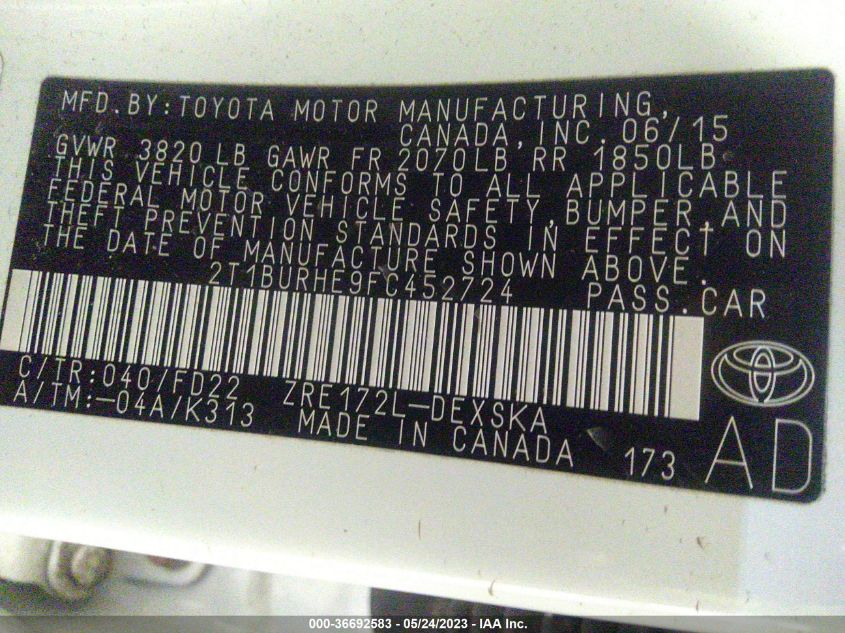 MFD.BY:TOYOTA MOTOR MANUFACTURING,
CANADA,INC.06/15
GVWR 3820 LB GAWR FR 2070LB RR 1850LB
THIS VEHICLE CONFORMS TO ALL APPLICABLE
FEDERAL MOTOR VEHICLE SAFETY,BUMPER,AND
THEFT PREVENTION STANDARDS IN EFFECT ON
THE DATE OF MANUFACTURE SHOWN ABOVE.
2T1BURHE9FC452724 PASS.CAR
C/TR:040/FD22 ZRE172L-DEXSKA
A/TM:-04A/K313 MADE IN CANADA 173 AD
000-36692583 - 05/24/2023 - IAA Inc.